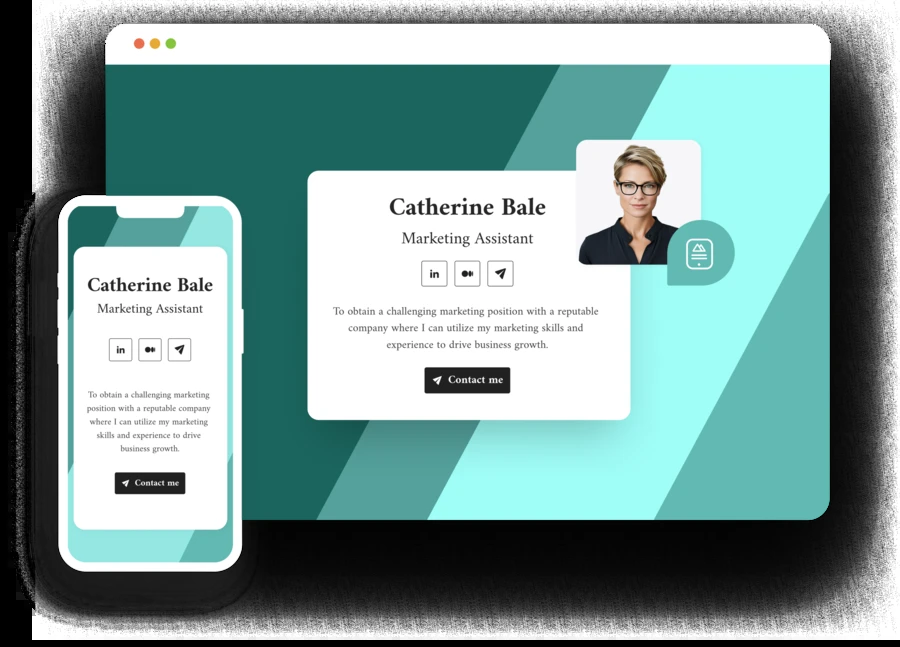 Catherine Bale
Marketing Assistant
in
To obtain a challenging marketing position with a reputable
company where I can utilize my marketing skills and
experience to drive business growth.
Contact me
Catherine Bale
Marketing Assistant
in
To obtain a challenging marketing
position with a reputable company
where I can utilize my marketing
skills and experience to drive
business growth.
Contact me